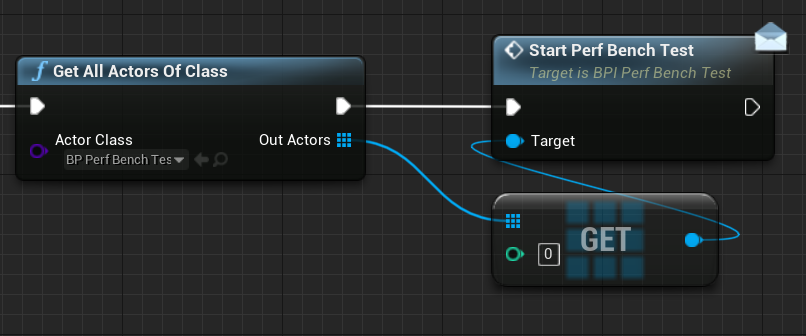 Get All Actors Of Class
Actor Class
BP Perf Bench Tes
Out Actors
Start Perf Bench Test
Target is BPI Perf Bench Test
Target
GET
0